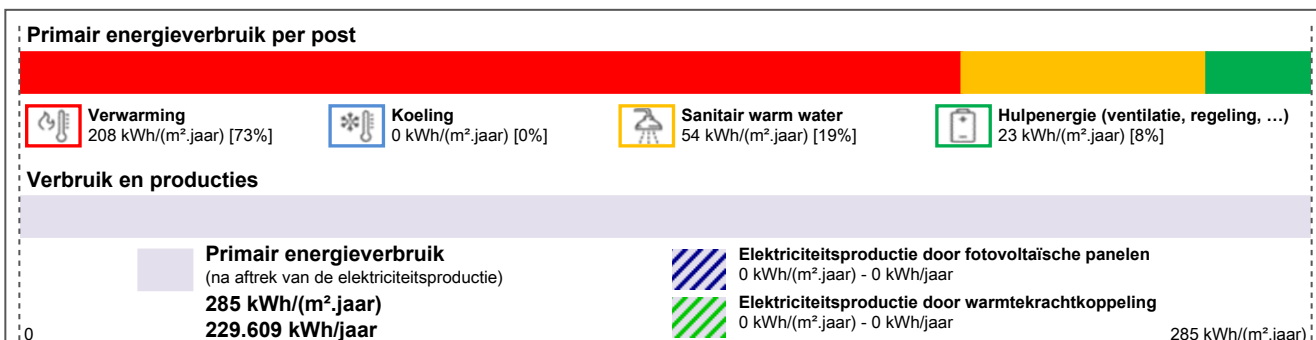 Primair energieverbruik per post
Verwarming
208 kWh/(m².jaar) [73%]
Koeling
0 kWh/(m².jaar) [0%]
Sanitair warm water
54 kWh/(m².jaar) [19%]
Hulpenergie (ventilatie, regeling, ...)
23 kWh/(m².jaar) [8%]
Verbruik en producties
Primair energieverbruik
(na aftrek van de elektriciteitsproductie)
285 kWh/(m².jaar)
229.609 kWh/jaar
Elektriciteitsproductie door fotovoltaïsche panelen
0 kWh/(m².jaar) - 0 kWh/jaar
Elektriciteitsproductie door warmtekrachtkoppeling
0 kWh/(m².jaar) - 0 kWh/jaar
0
285 kWh/(m².jaar)